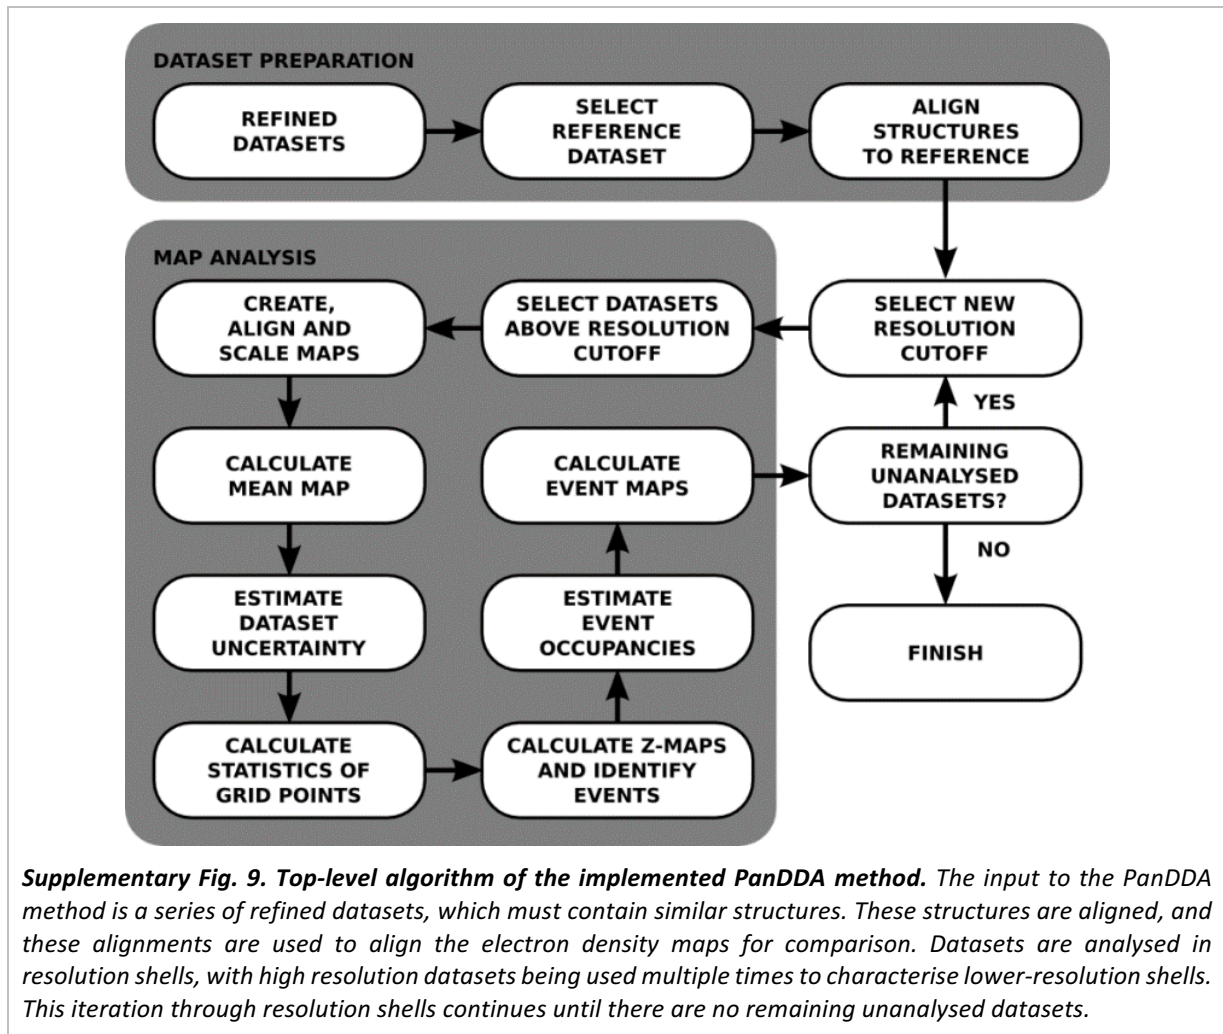 DATASET PREPARATION
REFINED
DATASETS
SELECT
REFERENCE
DATASET
ALIGN
STRUCTURES
TO REFERENCE
MAP ANALYSIS
CREATE,
ALIGN AND
SCALE MAPS
SELECT DATASETS
ABOVE RESOLUTION
CUTOFF
SELECT NEW
RESOLUTION
CUTOFF
YES
CALCULATE
MEAN MAP
CALCULATE
EVENT MAPS
REMAINING
UNANALYSED
DATASETS?
NO
ESTIMATE
DATASET
UNCERTAINTY
ESTIMATE
EVENT
OCCUPANCIES
FINISH
CALCULATE
STATISTICS OF
GRID POINTS
CALCULATE Z-MAPS
AND IDENTIFY
EVENTS
Supplementary Fig. 9. Top-level algorithm of the implemented PanDDA method. The input to the PanDDA
method is a series of refined datasets, which must contain similar structures. These structures are aligned, and
these alignments are used to align the electron density maps for comparison. Datasets are analysed in
resolution shells, with high resolution datasets being used multiple times to characterise lower-resolution shells.
This iteration through resolution shells continues until there are no remaining unanalysed datasets.